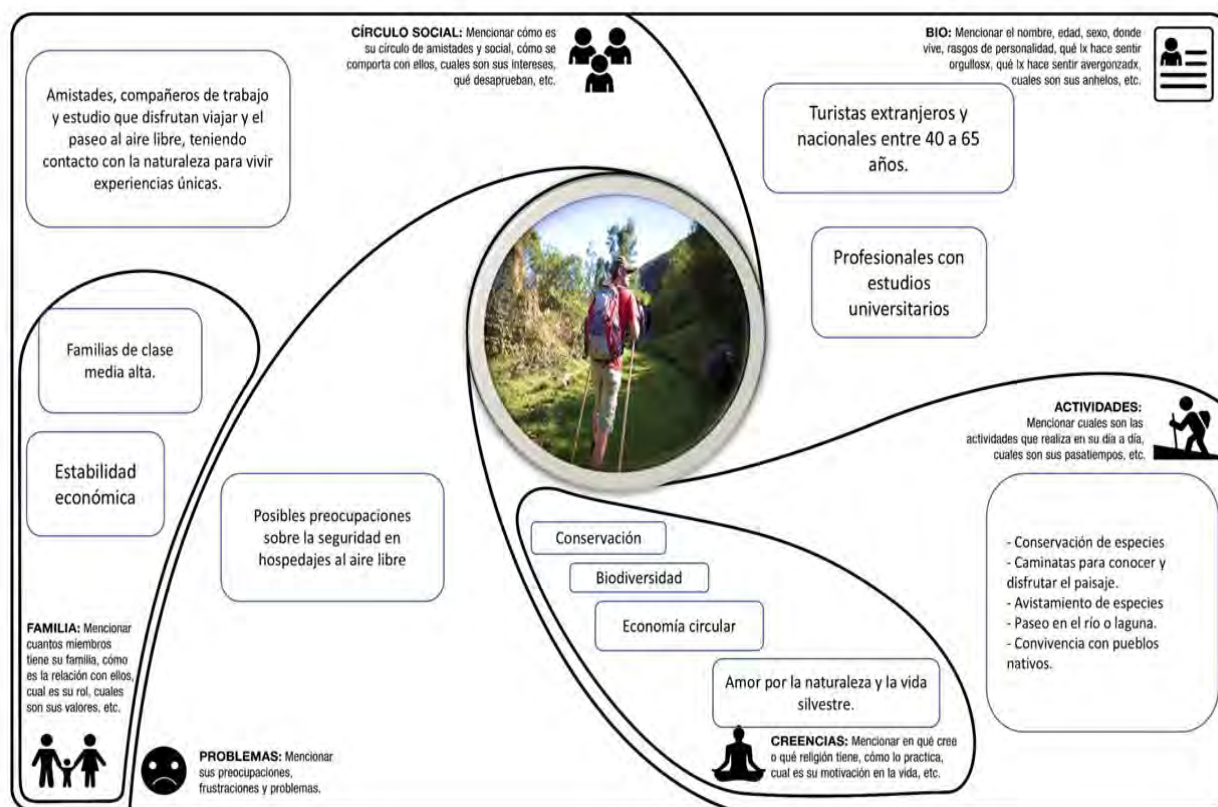 CÍRCULO SOCIAL: Mencionar cómo es
su círculo de amistades y social, cómo se
comporta con ellos, cuales son sus intereses,
qué desaprueban, etc.
Amistades, compañeros de trabajo
y estudio que disfrutan viajar y el
paseo al aire libre, teniendo
contacto con la naturaleza para vivir
experiencias únicas.
BIO: Mencionar el nombre, edad, sexo, donde
vive, rasgos de personalidad, qué lx hace sentir
orgullosx, qué lx hace sentir avergonzadx,
cuales son sus anhelos, etc.
Turistas extranjeros y
nacionales entre 40 a 65
años.
Profesionales con
estudios
universitarios
Familias de clase
media alta.
Estabilidad
económica
FAMILIA: Mencionar
cuantos miembros
tiene su familia, cómo
es la relación con ellos,
cual es su rol, cuales
son sus valores, etc.
Posibles preocupaciones
sobre la seguridad en
hospedajes al aire libre
PROBLEMAS: Mencionar
sus preocupaciones,
frustraciones y problemas.
ACTIVIDADES:
Mencionar cuales son las
actividades que realiza en su día a día,
cuales son sus pasatiempos, etc.
- Conservación de especies
- Caminatas para conocer y
disfrutar el paisaje.
- Avistamiento de especies
- Paseo en el río o laguna.
- Convivencia con pueblos
nativos.
Conservación
Biodiversidad
Economía circular
Amor por la naturaleza y la vida
silvestre.
CREENCIAS: Mencionar en qué cree
o qué religión tiene, cómo lo practica,
cual es su motivación en la vida, etc.